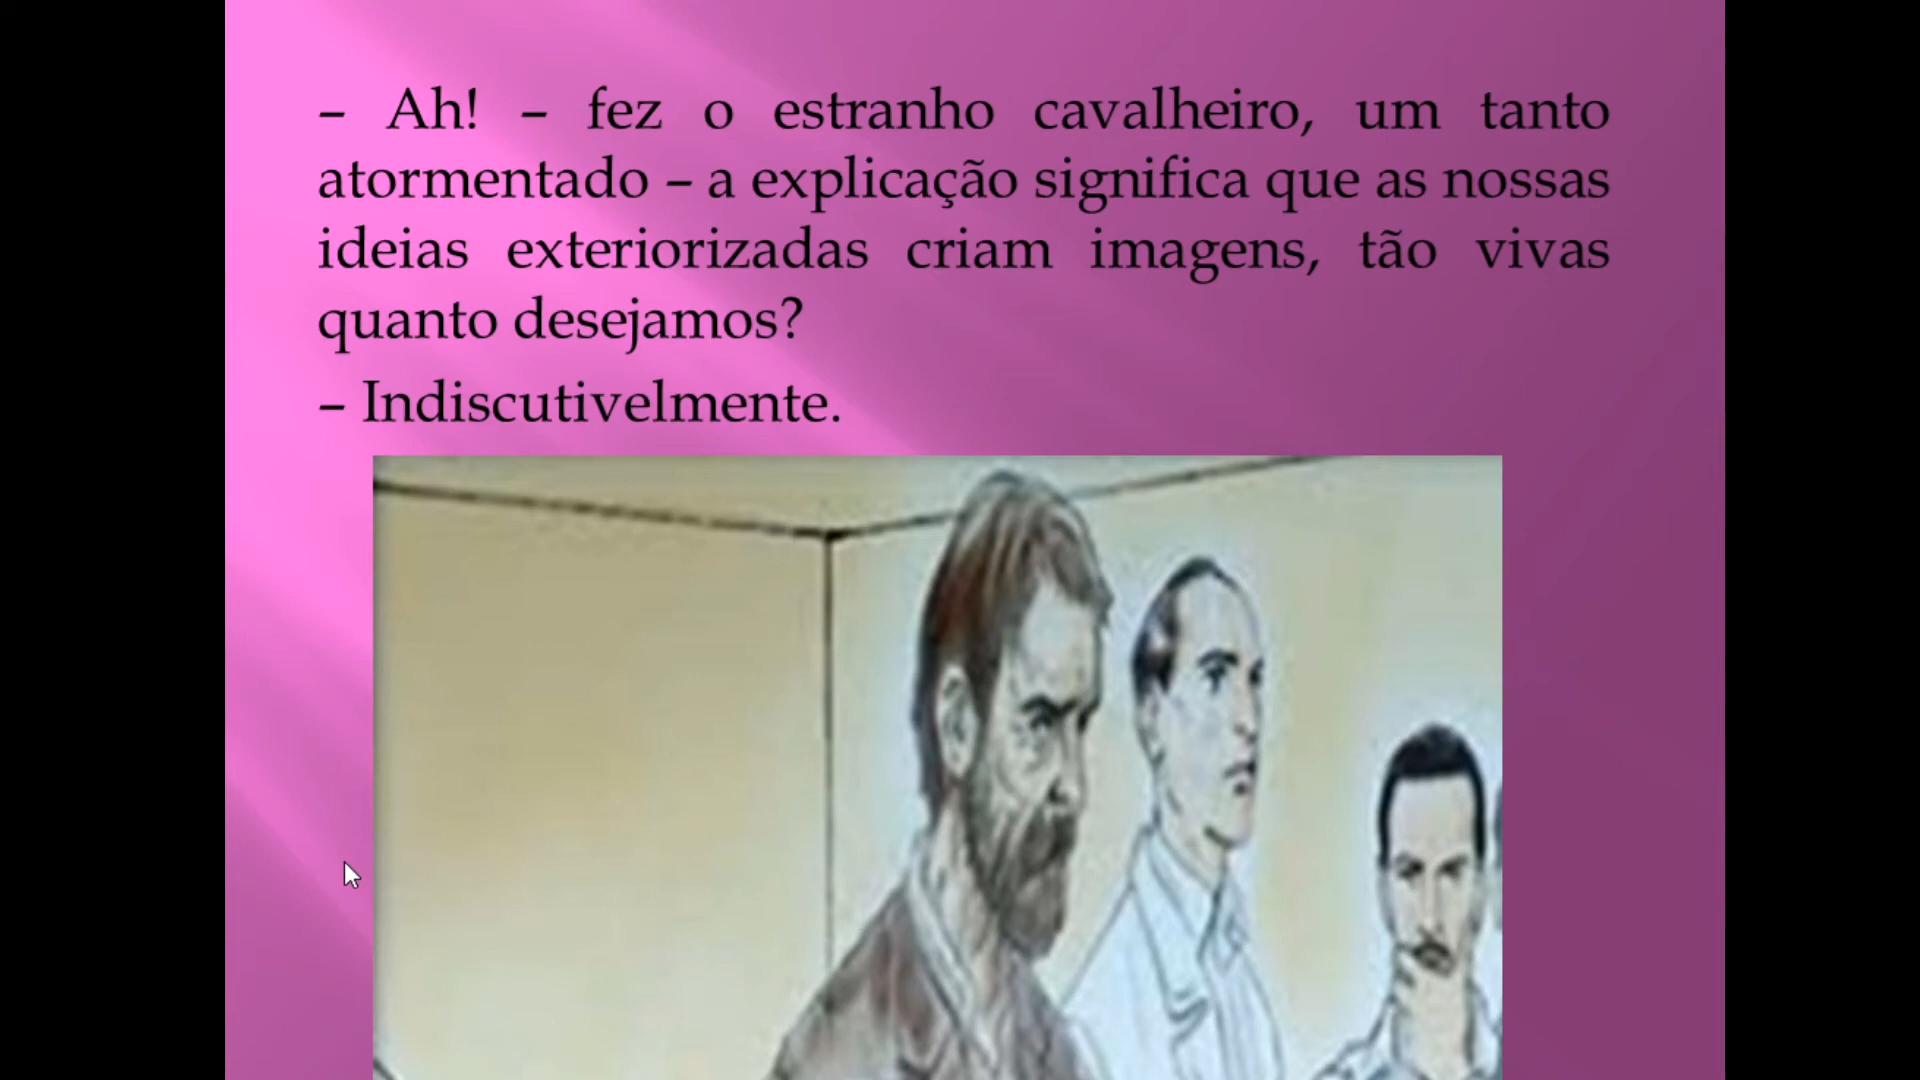 – Ah! – fez o estranho cavalheiro, um tanto
atormentado – a explicação significa que as nossas
ideias exteriorizadas criam imagens, tão vivas
quanto desejamos?
– Indiscutivelmente.